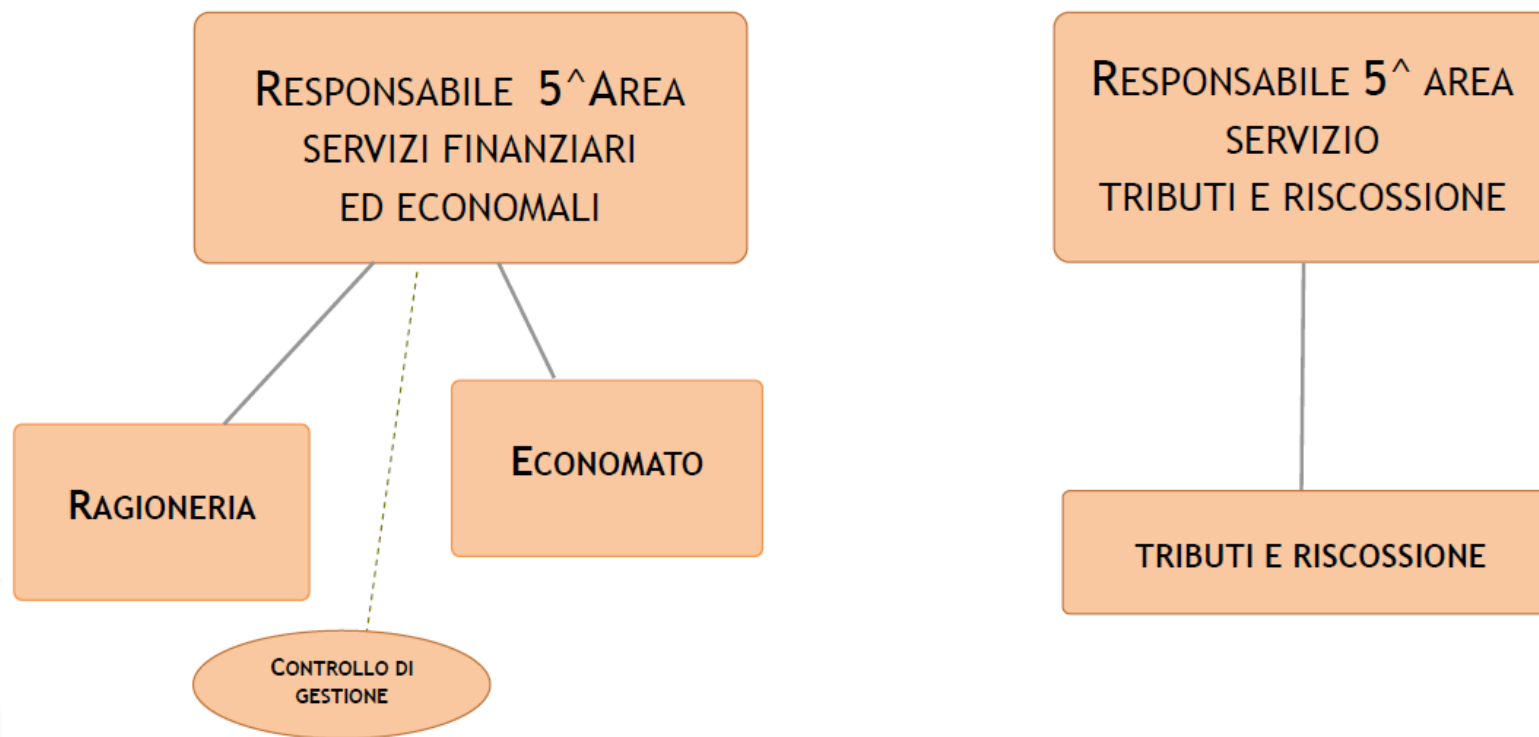 RESPONSABILE 5^AREA
SERVIZI FINANZIARI
ED ECONOMALI
RESPONSABILE 5^ AREA
SERVIZIO
TRIBUTI E RISCOSSIONE
RAGIONERIA
ECONOMATO
TRIBUTI E RISCOSSIONE
CONTROLLO DI
GESTIONE